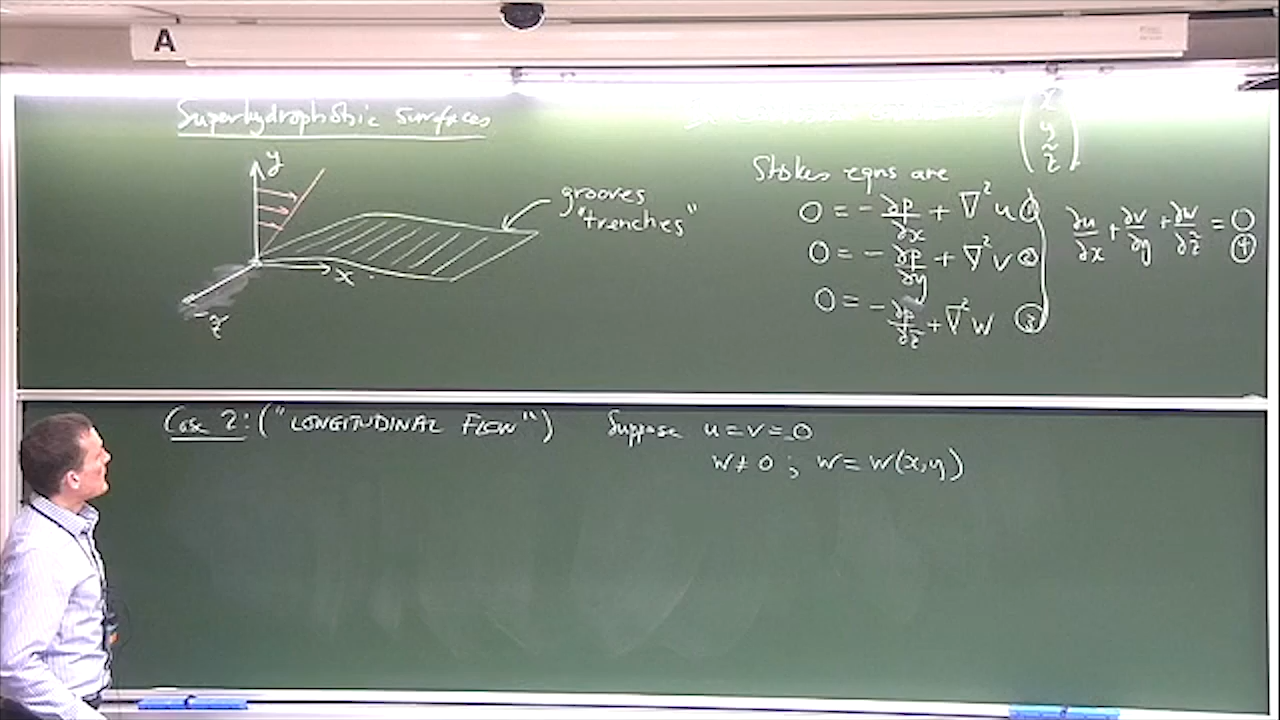 A
Superhydrophobic surfaces
y
x
-z̃
grooves
"trenches"
(x
y
z̃)
Stokes eqns are
0 = -∂p/∂x + ∇²u ①
0 = -∂p/∂y + ∇²v ②
0 = -∂p/∂z̃ + ∇²w ③
∂u/∂x + ∂v/∂y + ∂w/∂z̃ = 0 ④
Case 2: ("LONGITUDINAL FLOW") Suppose u = v = 0
w ≠ 0 ; w = w(x,y)